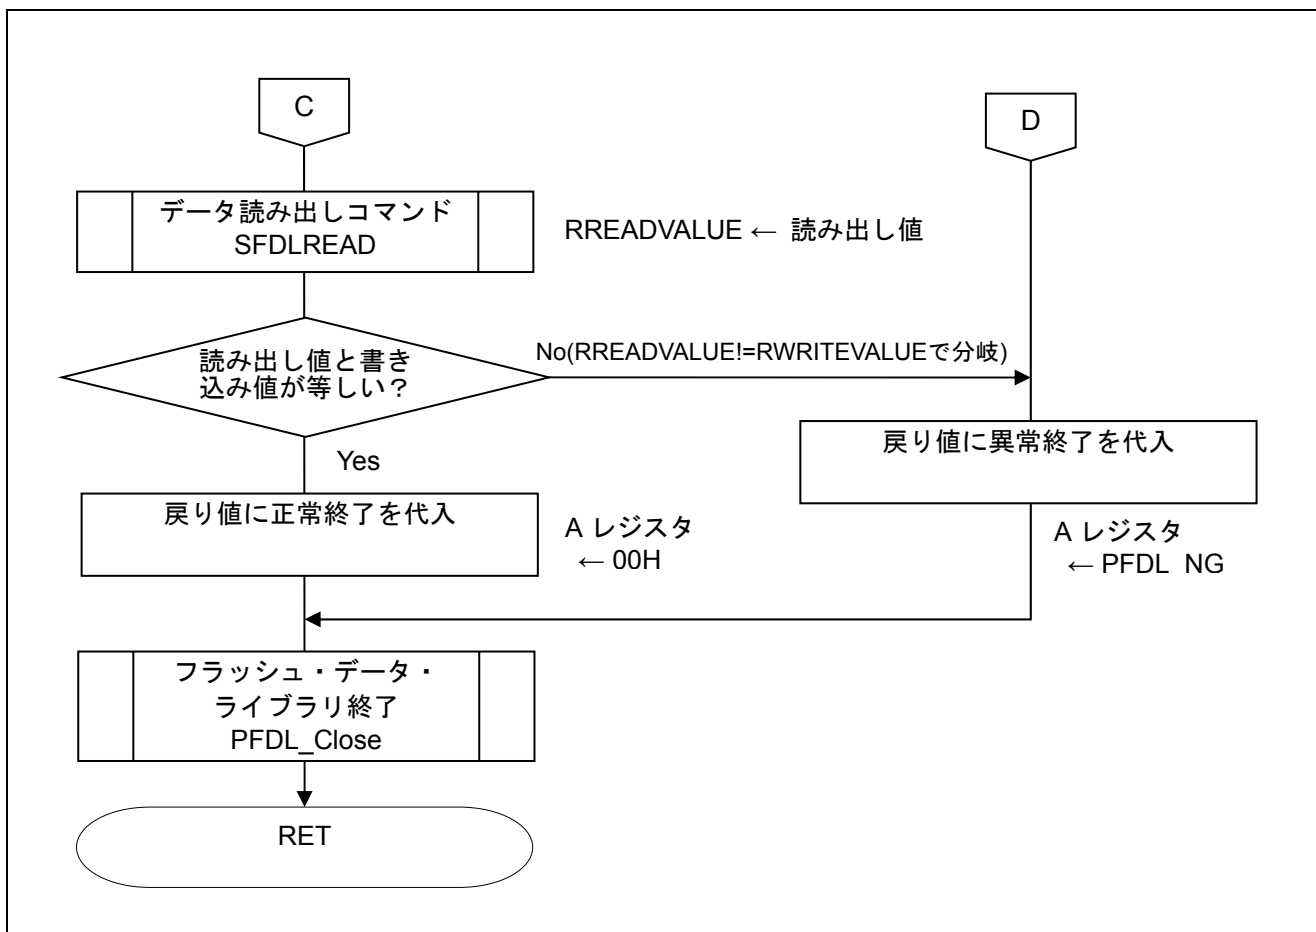 C
D
データ読み出しコマンド
SFDLREAD
RREADVALUE ← 読み出し値
読み出し値と書き
込み値が等しい？
No(RREADVALUE!=RWRITEVALUEで分岐)
Yes
戻り値に異常終了を代入
戻り値に正常終了を代入
A レジスタ
← 00H
A レジスタ
← PFDL_NG
フラッシュ・データ・
ライブラリ終了
PFDL_Close
RET